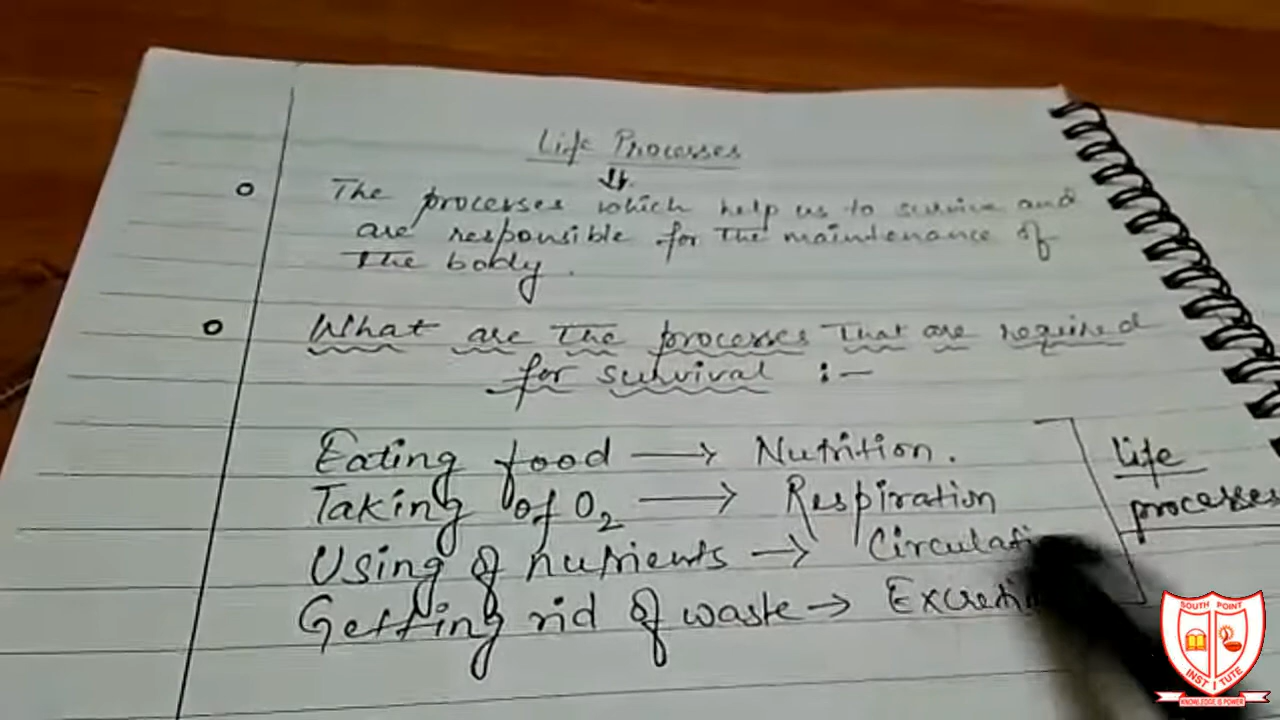 Life Processes
The processes which help us to survive and
are responsible for the maintenance of
the body.
What are the processes that are required
for survival :-
Eating food → Nutrition.
Taking of O2 → Respiration
life
processes
Using of nutrients → Circulati
Getting rid of waste → Excreti
SOUTH POINT
INSTITUTE
KNOWLEDGE IS POWER